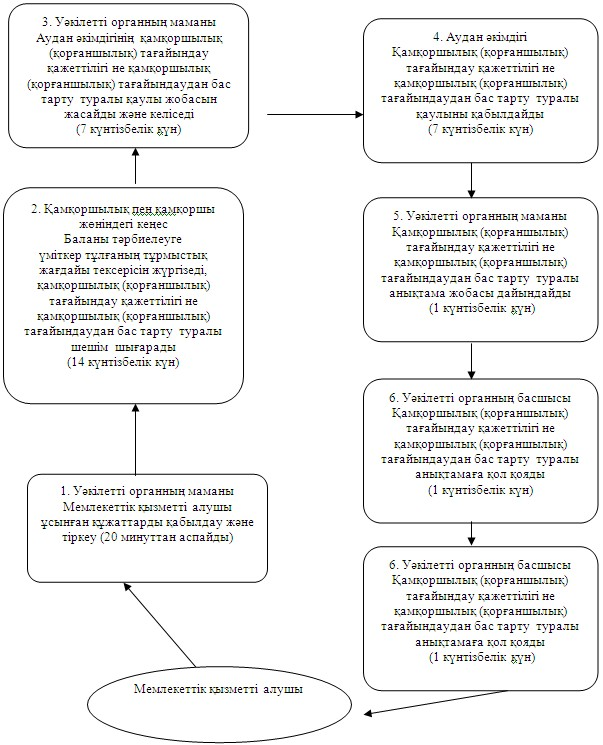 3. Уәкілетті органның маманы
Аудан әкімдігінің қамқоршылық
(қорғаншылық) тағайындау
қажеттілігі не қамқоршылық
(қорғаншылық) тағайындаудан бас
тарту туралы қаулы жобасын
жасайды және келіседі
(7 күнтізбелік күн)
4. Аудан әкімдігі
Қамқоршылық (қорғаншылық)
тағайындау қажеттілігі не
қамқоршылық (қорғаншылық)
тағайындаудан бас тарту туралы
қаулыны қабылдайды
(7 күнтізбелік күн)
2. Қамқоршылық пен қамқоршы
жөніндегі кеңес
Баланы тәрбиелеуге
үміткер тұлғаның тұрмыстық
жағдайы тексерісін жүргізеді,
қамқоршылық (қорғаншылық)
тағайындау қажеттілігі не
қамқоршылық (қорғаншылық)
тағайындаудан бас тарту туралы
шешім шығарады
(14 күнтізбелік күн)
5. Уәкілетті органның маманы
Қамқоршылық (қорғаншылық)
тағайындау қажеттілігі не
қамқоршылық (қорғаншылық)
тағайындаудан бас тарту туралы
анықтама жобасы дайындайды
(1 күнтізбелік күн)
6. Уәкілетті органның басшысы
Қамқоршылық (қорғаншылық)
тағайындау қажеттілігі не
қамқоршылық (қорғаншылық)
тағайындаудан бас тарту туралы
анықтамаға қол қояды
(1 күнтізбелік күн)
1. Уәкілетті органның маманы
Мемлекеттік қызметті алушы
ұсынған құжаттарды қабылдау және
тіркеу (20 минуттан аспайды)
6. Уәкілетті органның басшысы
Қамқоршылық (қорғаншылық)
тағайындау қажеттілігі не
қамқоршылық (қорғаншылық)
тағайындаудан бас тарту туралы
анықтамаға қол қояды
(1 күнтізбелік күн)
Мемлекеттік қызметті алушы